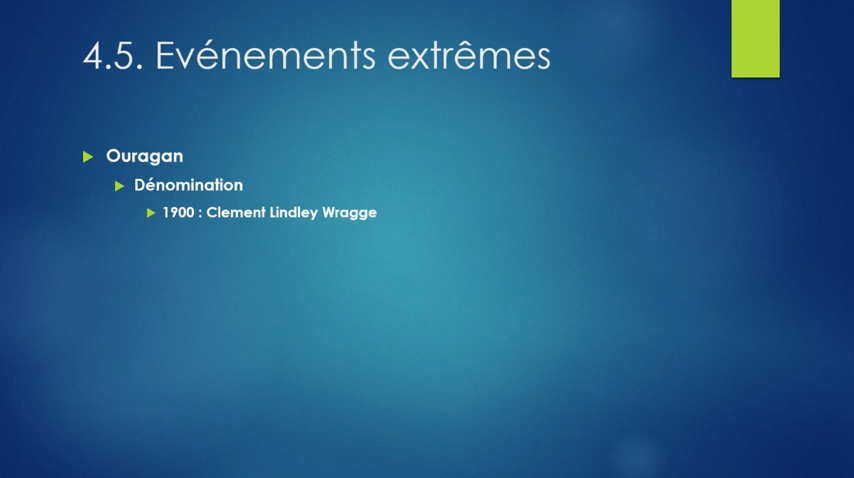 4.5. Evénements extrêmes
Ouragan
Dénomination
1900 : Clement Lindley Wragge